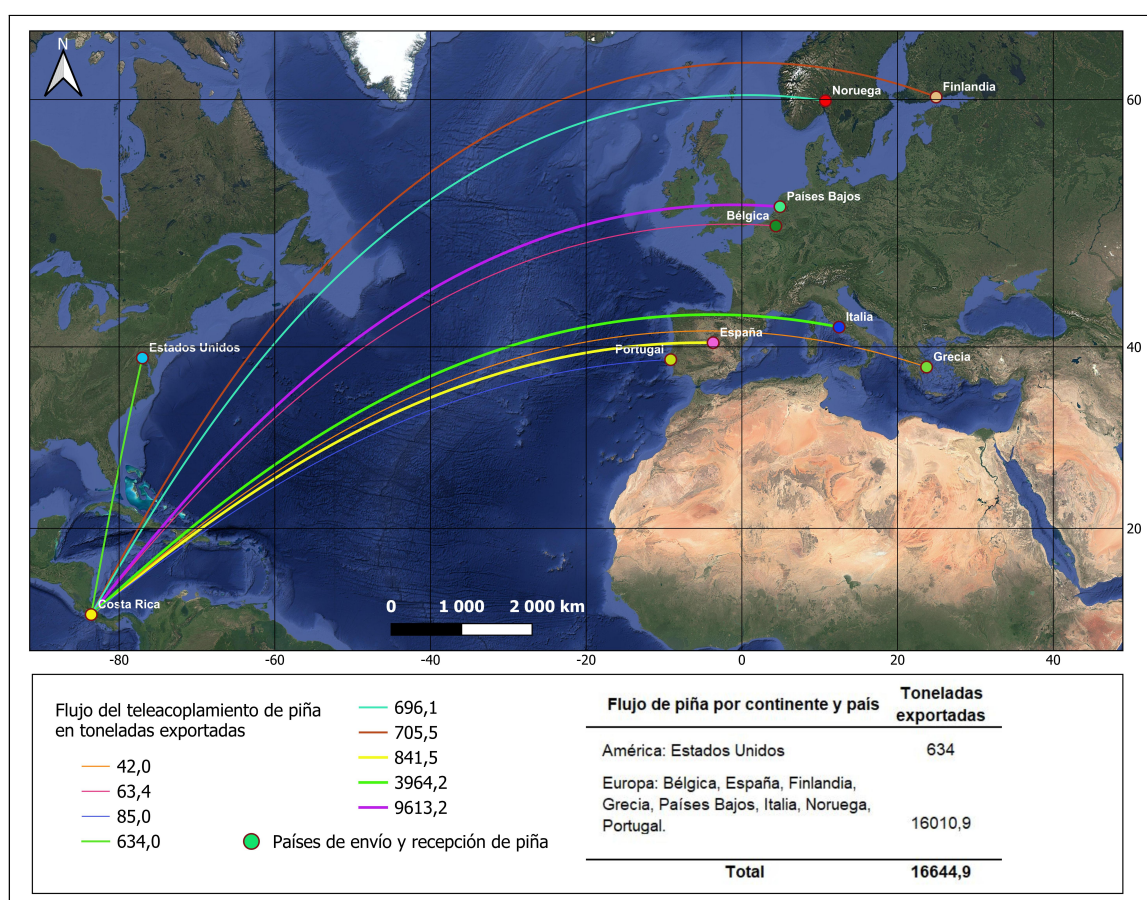 N
Noruega
Finlandia
60
Países Bajos
Bélgica
Italia
España
Estados Unidos
Portugal
Grecia
40
20
Costa Rica
0 1 000 2 000 km
-80 -60 -40 -20 0 20 40
Flujo del teleacoplamiento de piña
en toneladas exportadas
42,0
63,4
85,0
634,0
696,1
705,5
841,5
3964,2
9613,2
Países de envío y recepción de piña
Flujo de piña por continente y país
Toneladas
exportadas
América: Estados Unidos 634
Europa: Bélgica, España, Finlandia,
Grecia, Países Bajos, Italia, Noruega,
Portugal. 16010,9
Total 16644,9